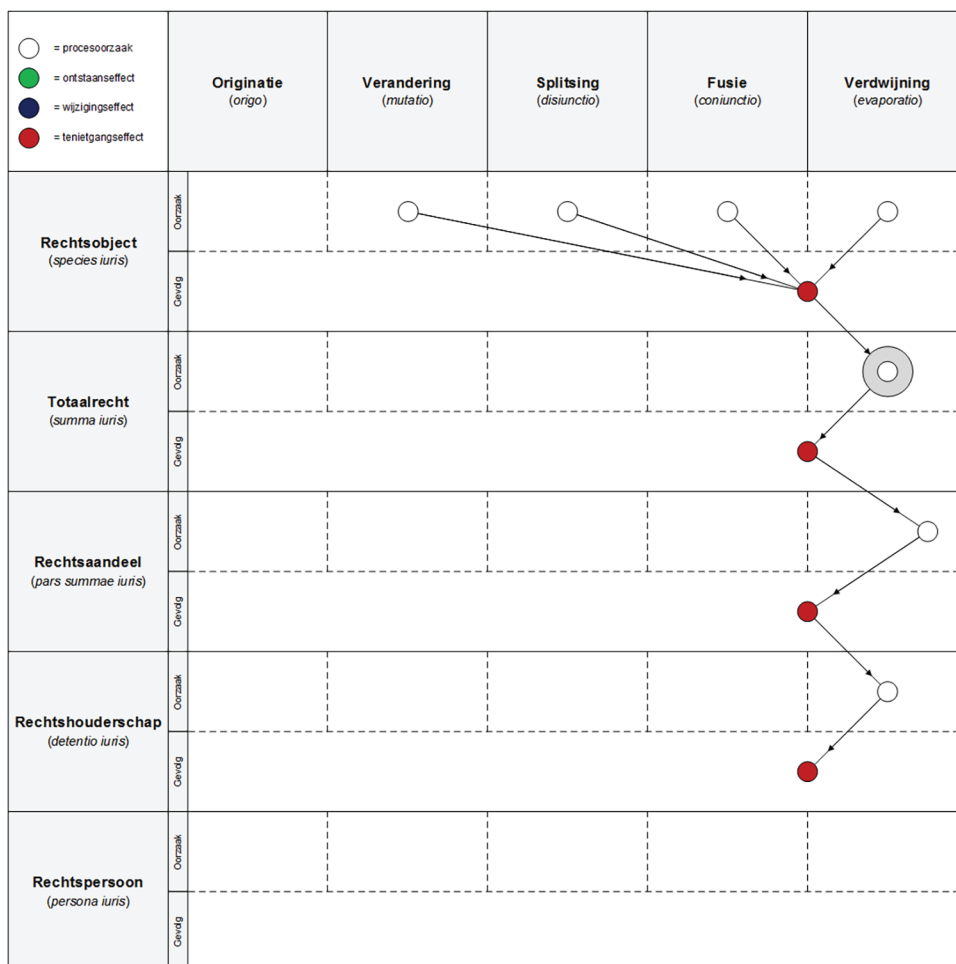 = procesoorzaak
= ontstaanseffect
= wijzigingseffect
= tenietgangseffect
Originatie
(origo)
Verandering
(mutatio)
Splitsing
(disiunctio)
Fusie
(coniunctio)
Verdwijning
(evaporatio)
Rechtsobject
(species iuris)
Oorzaak
Gevolg
Totaalrecht
(summa iuris)
Oorzaak
Gevolg
Rechtsaandeel
(pars summae iuris)
Oorzaak
Gevolg
Rechtshouderschap
(detentio iuris)
Oorzaak
Gevolg
Rechtspersoon
(persona iuris)
Oorzaak
Gevolg